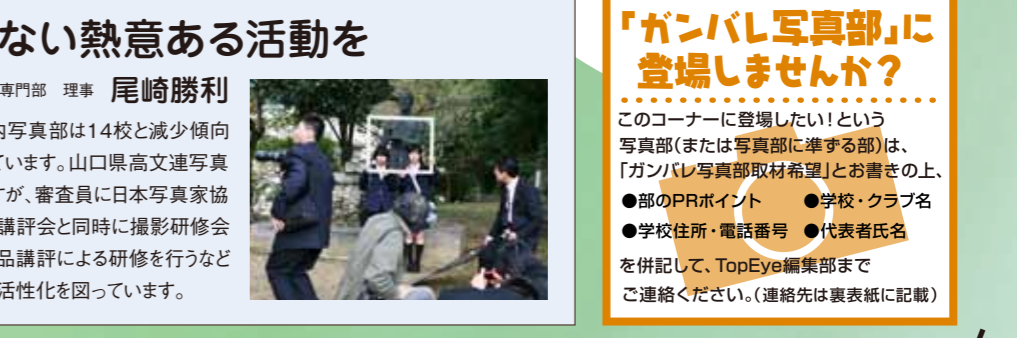 ない熱意ある活動を
専門部 理事 尾崎勝利
内写真部は14校と減少傾向
ています。山口県高文連写真
すが、審査員に日本写真家協
講評会と同時に撮影研修会
品講評による研修を行うなど
活性化を図っています。
「ガンバレ写真部」に
登場しませんか?
このコーナーに登場したい!という
写真部(または写真部に準ずる部)は、
「ガンバレ写真部取材希望」とお書きの上、
●部のPRポイント ●学校・クラブ名
●学校住所・電話番号 ●代表者氏名
を併記して、TopEye編集部まで
ご連絡ください。(連絡先は裏表紙に記載)